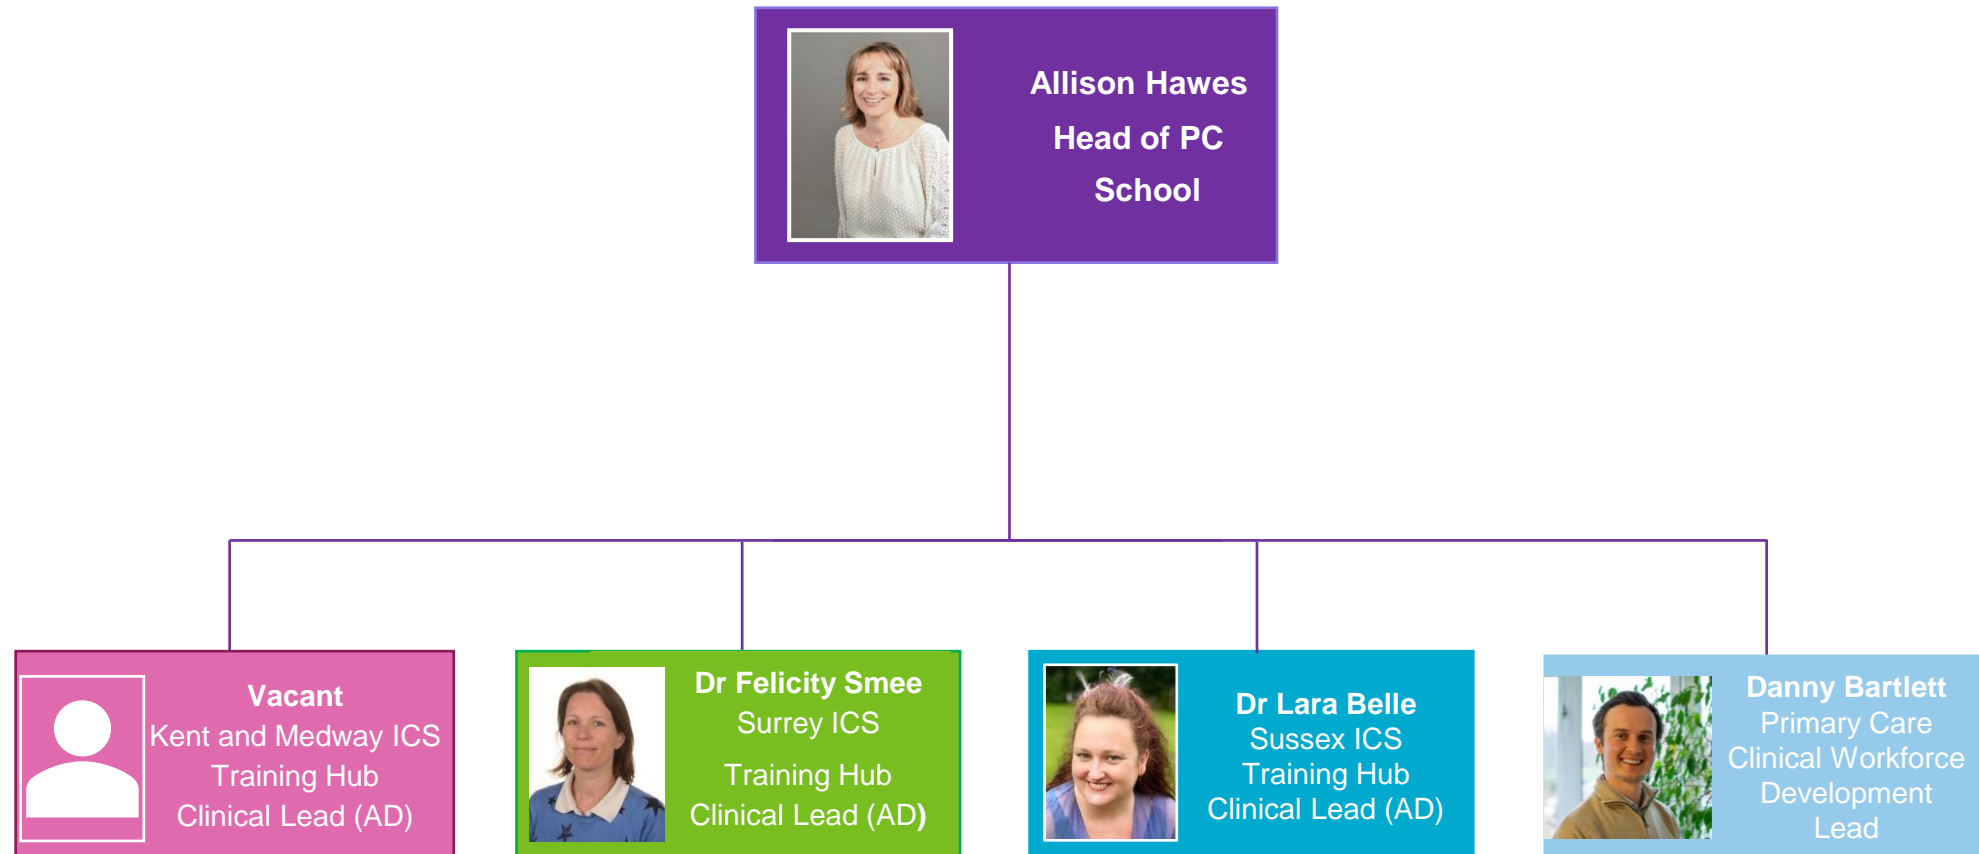 Allison Hawes
Head of PC
School
Vacant
Kent and Medway ICS
Training Hub
Clinical Lead (AD)
Dr Felicity Smee
Surrey ICS
Training Hub
Clinical Lead (AD)
Dr Lara Belle
Sussex ICS
Training Hub
Clinical Lead (AD)
Danny Bartlett
Primary Care
Clinical Workforce
Development
Lead